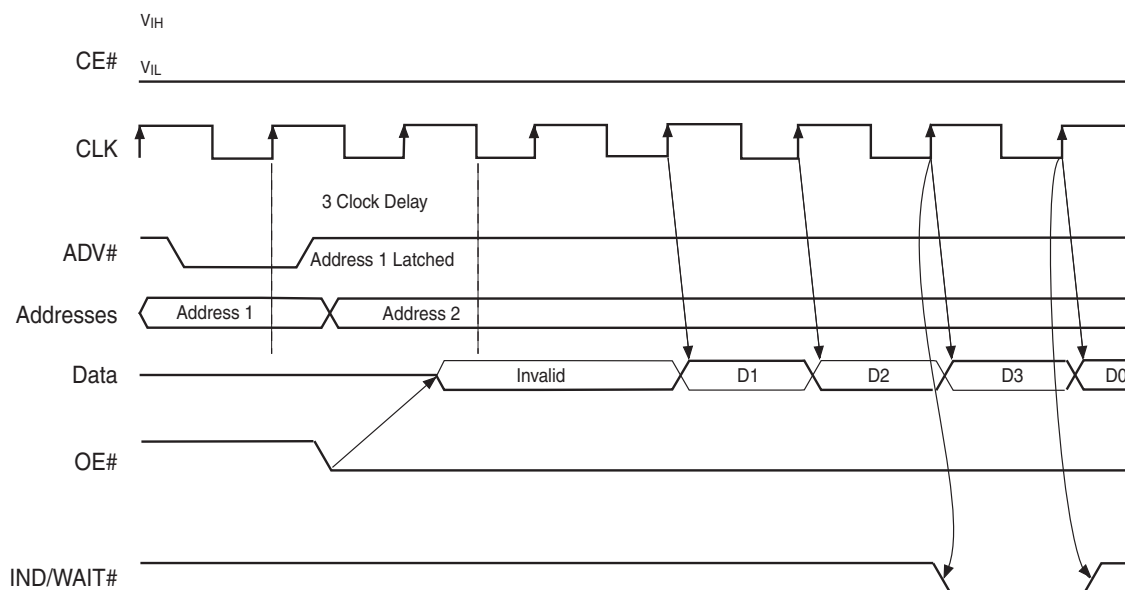 VIH
CE#
VIL
CLK
3 Clock Delay
ADV#
Address 1 Latched
Addresses
Address 1
Address 2
Data
Invalid
D1
D2
D3
D0
OE#
IND/WAIT#